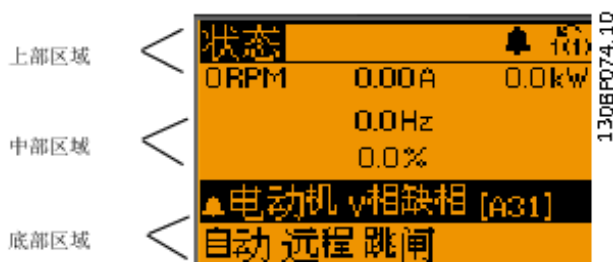 上部区域
中部区域
底部区域
状态
0RPM 0.00A 0.0kW
0.0Hz
0.0%
电动机 V相缺相 [A31]
自动 远程 跳闸
130BP074.10